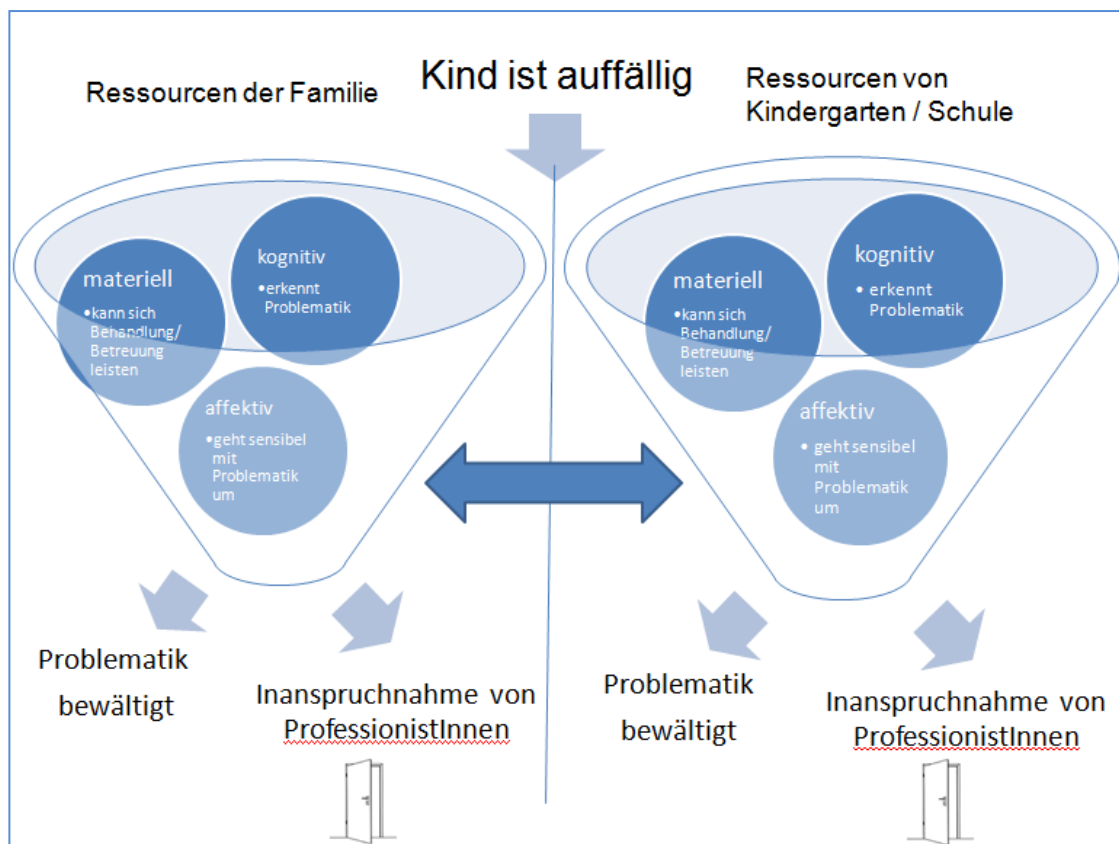 Kind ist auffällig
Ressourcen der Familie
materiell
•kann sich
Behandlung/
Betreuung
leisten
kognitiv
•erkennt
Problematik
affektiv
•geht sensibel
mit
Problematik
um
Problematik
bewältigt
Inanspruchnahme von
ProfessionistInnen
Ressourcen von
Kindergarten / Schule
materiell
•kann sich
Behandlung/
Betreuung
leisten
kognitiv
• erkennt
Problematik
affektiv
• geht sensibel
mit
Problematik
um
Problematik
bewältigt
Inanspruchnahme von
ProfessionistInnen